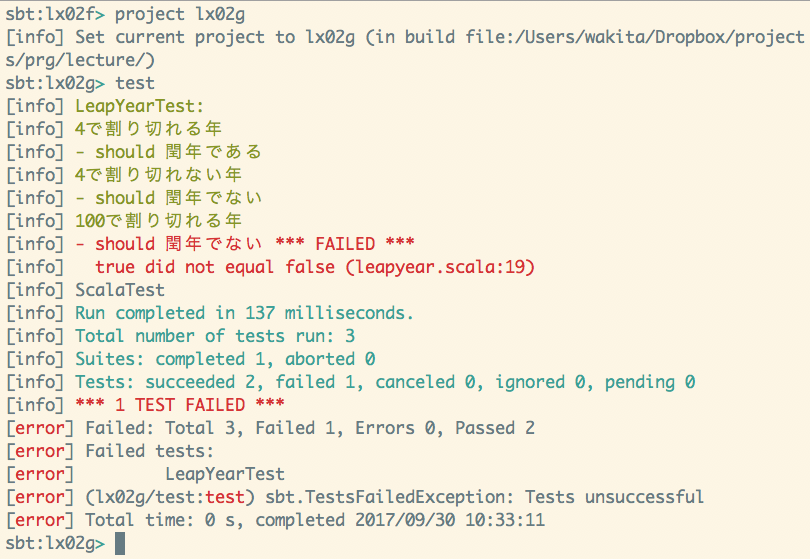 sbt:lx02f> project lx02g
[info] Set current project to lx02g (in build file:/Users/wakita/Dropbox/project
s/prg/lecture/)
sbt:lx02g> test
[info] LeapYearTest:
[info] 4で割り切れる年
[info] - should 閏年である
[info] 4で割り切れない年
[info] - should 閏年でない
[info] 100で割り切れる年
[info] - should 閏年でない *** FAILED ***
[info]   true did not equal false (leapyear.scala:19)
[info] ScalaTest
[info] Run completed in 137 milliseconds.
[info] Total number of tests run: 3
[info] Suites: completed 1, aborted 0
[info] Tests: succeeded 2, failed 1, canceled 0, ignored 0, pending 0
[info] *** 1 TEST FAILED ***
[error] Failed: Total 3, Failed 1, Errors 0, Passed 2
[error] Failed tests:
[error]         LeapYearTest
[error] (lx02g/test:test) sbt.TestsFailedException: Tests unsuccessful
[error] Total time: 0 s, completed 2017/09/30 10:33:11
sbt:lx02g>